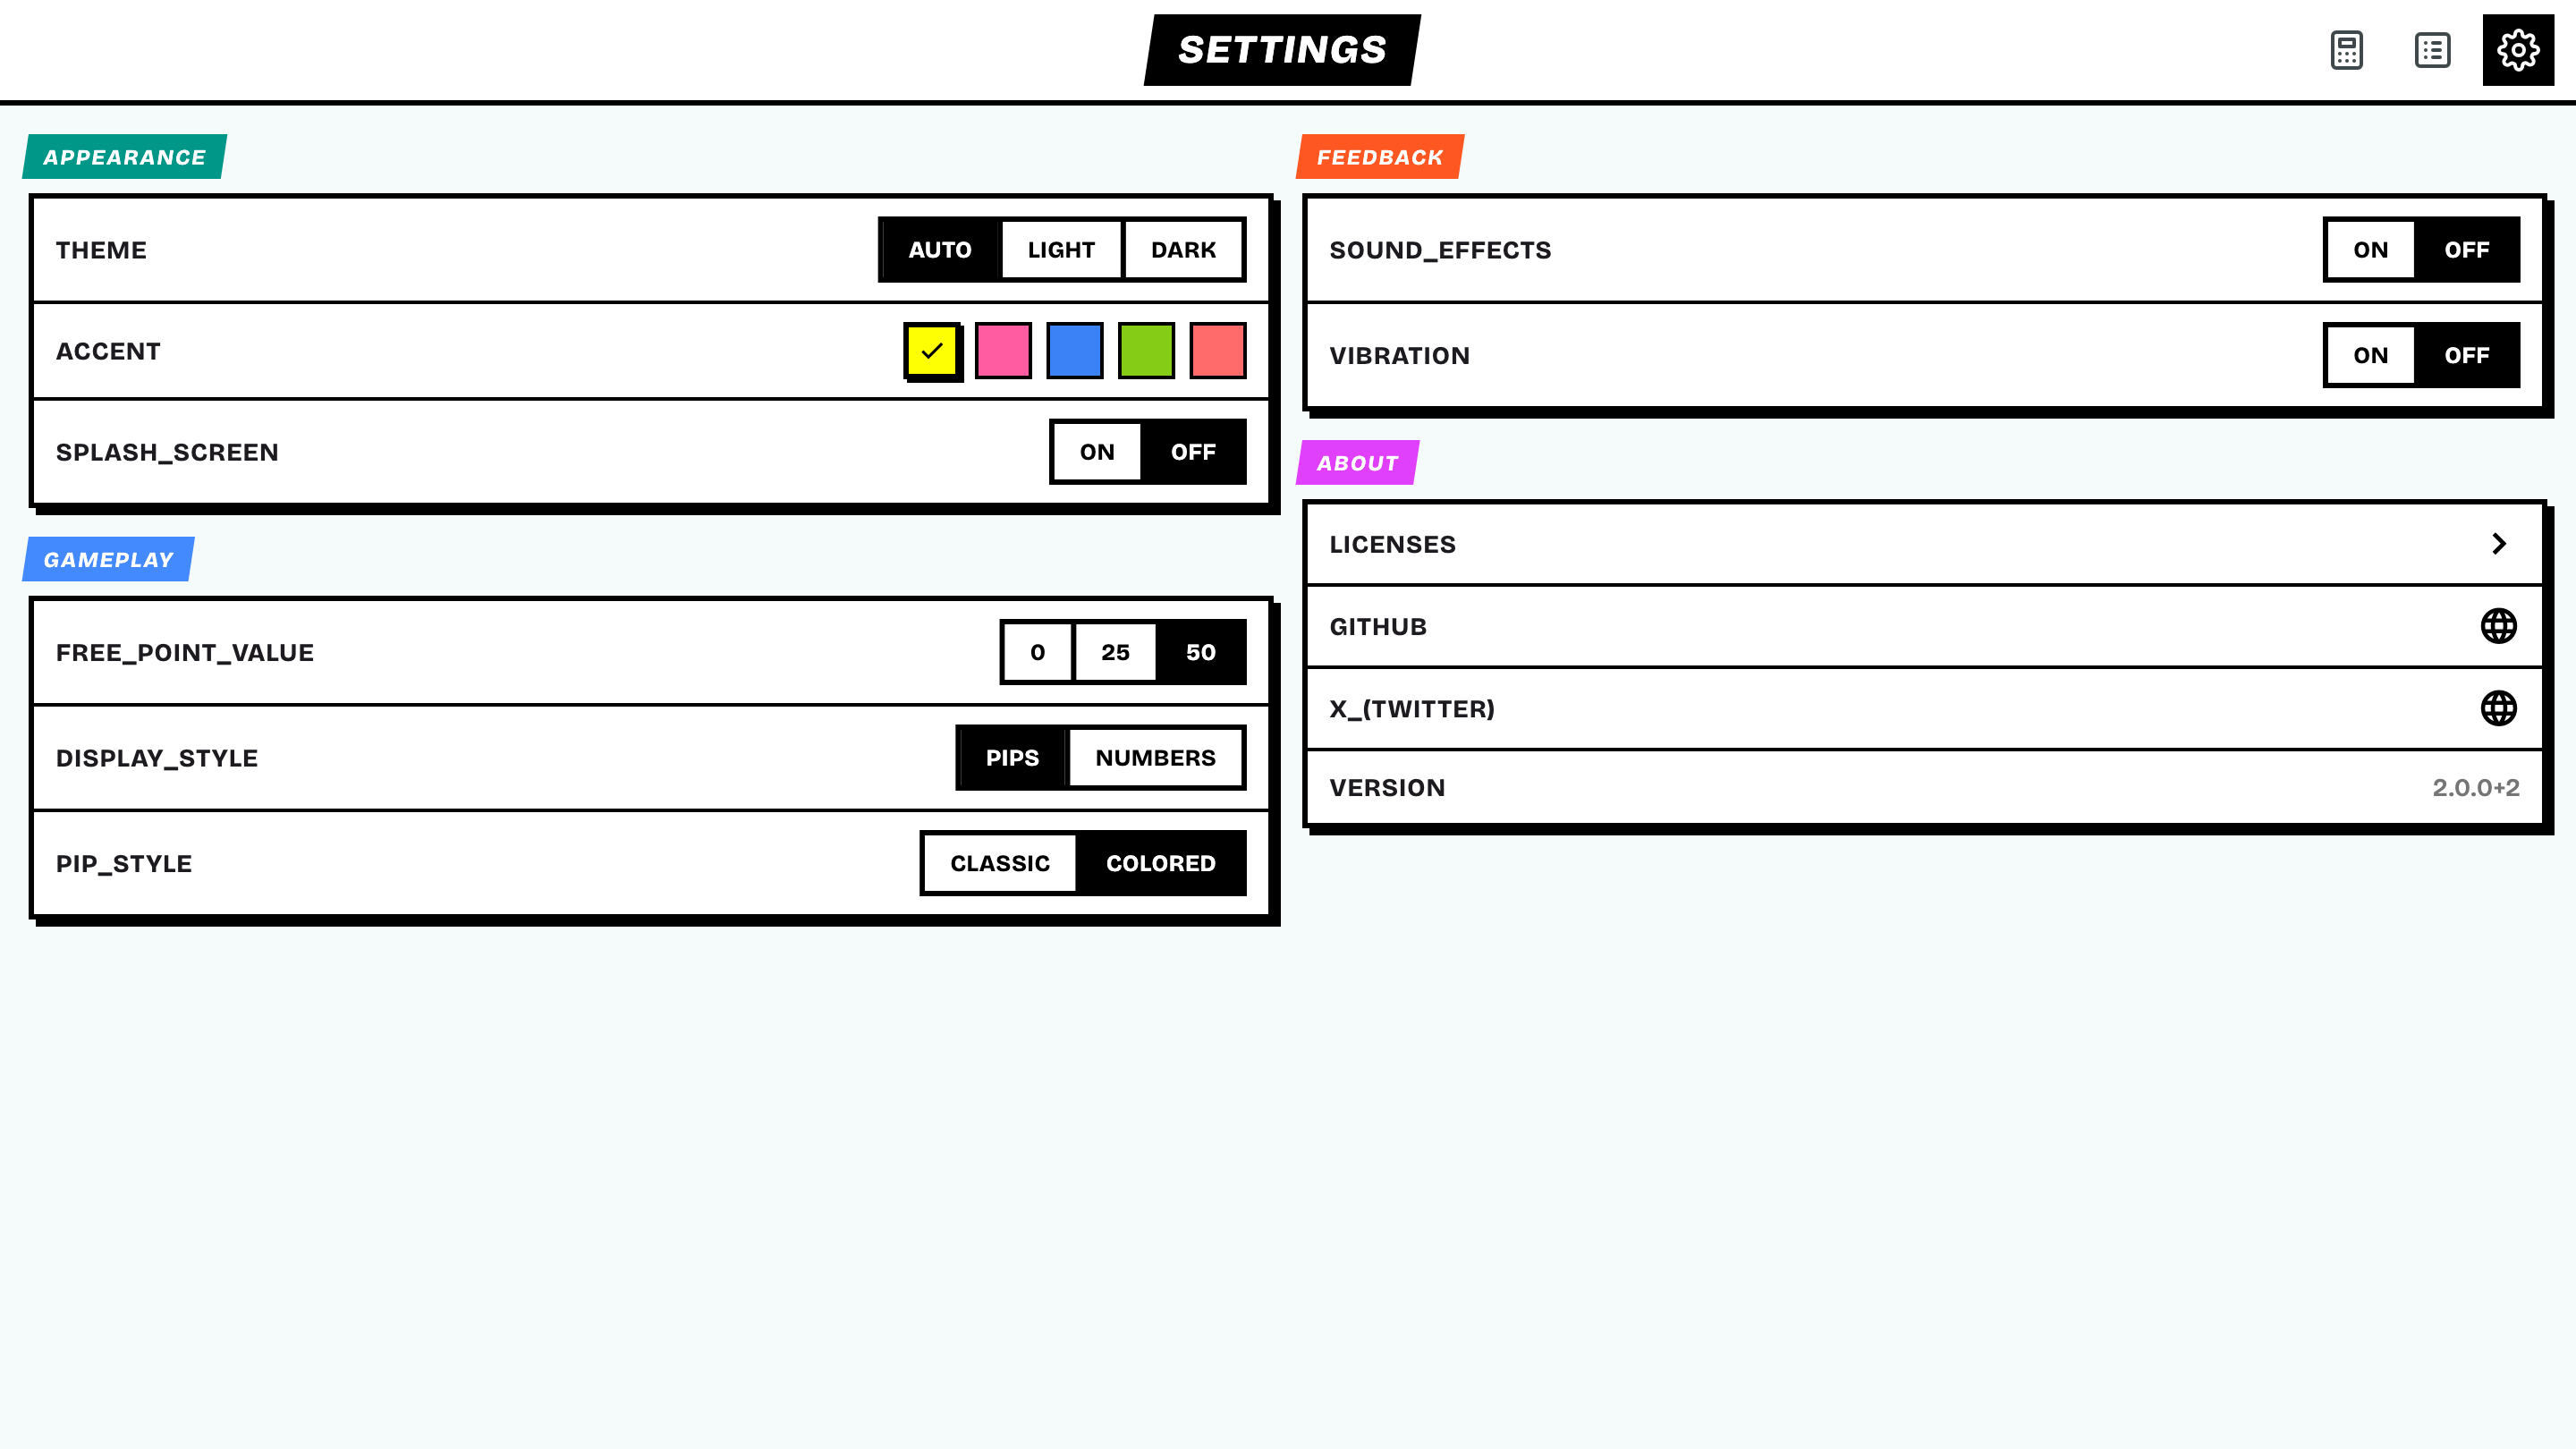 SETTINGS
APPEARANCE
THEME
AUTO LIGHT DARK
ACCENT
SPLASH_SCREEN
ON OFF
GAMEPLAY
FREE_POINT_VALUE
0 25 50
DISPLAY_STYLE
PIPS NUMBERS
PIP_STYLE
CLASSIC COLORED
FEEDBACK
SOUND_EFFECTS
ON OFF
VIBRATION
ON OFF
ABOUT
LICENSES
GITHUB
X_(TWITTER)
VERSION
2.0.0+2